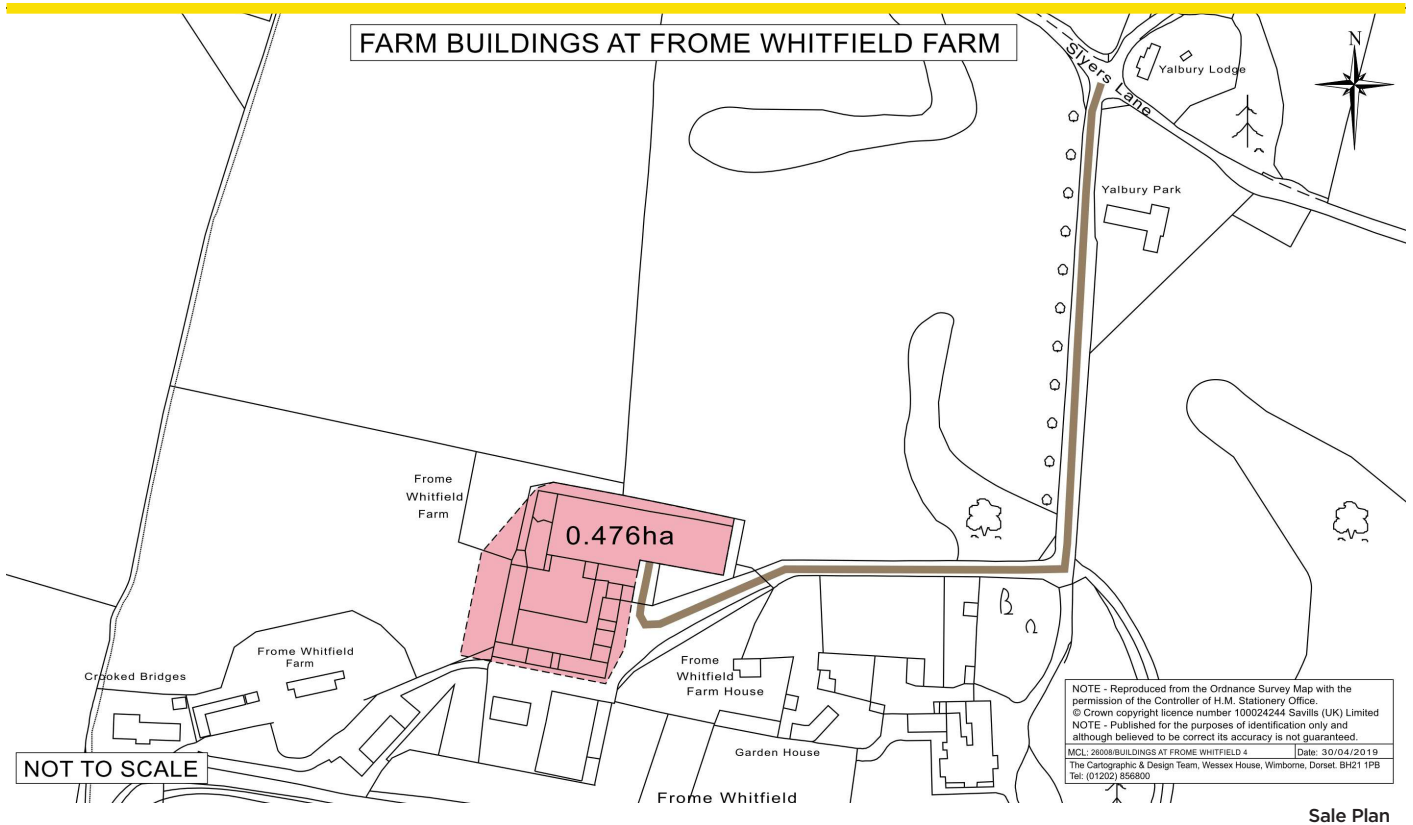 FARM BUILDINGS AT FROME WHITFIELD FARM
N
Slyers Lane
Yalbury Lodge
Yalbury Park
Frome
Whitfield
Farm
0.476ha
Frome Whitfield
Farm
Crooked Bridges
Frome
Whitfield
Farm House
Garden House
Frome Whitfield
NOT TO SCALE
NOTE - Reproduced from the Ordnance Survey Map with the
permission of the Controller of H.M. Stationery Office.
© Crown copyright licence number 100024244 Savills (UK) Limited
NOTE - Published for the purposes of identification only and
although believed to be correct its accuracy is not guaranteed.
MCL: 26008/BUILDINGS AT FROME WHITFIELD 4
Date: 30/04/2019
The Cartographic & Design Team, Wessex House, Wimborne, Dorset. BH21 1PB
Tel: (01202) 856800
Sale Plan